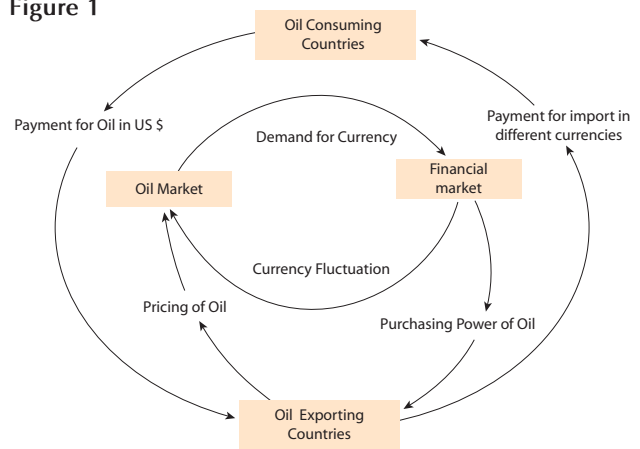 Figure 1
Oil Consuming
Countries
Payment for Oil in US $
Payment for import in
different currencies
Demand for Currency
Oil Market
Financial
market
Currency Fluctuation
Pricing of Oil
Purchasing Power of Oil
Oil Exporting
Countries